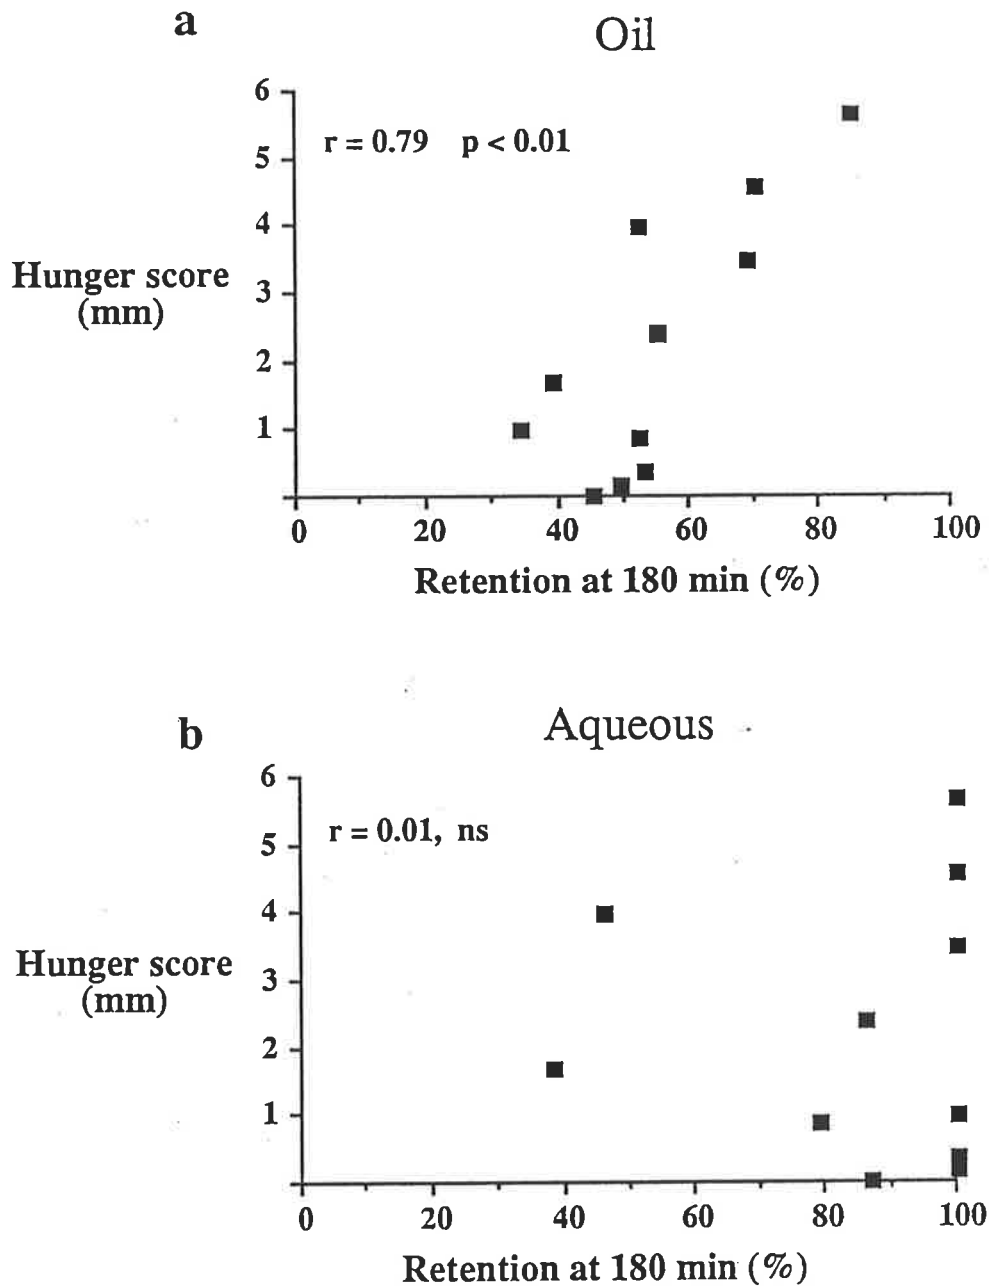 a
Oil
6
r = 0.79 p < 0.01
5
4
Hunger score
(mm)
3
2
1
0 20 40 60 80 100
Retention at 180 min (%)
b
Aqueous
6
r = 0.01, ns
5
4
Hunger score
(mm)
3
2
1
0 20 40 60 80 100
Retention at 180 min (%)